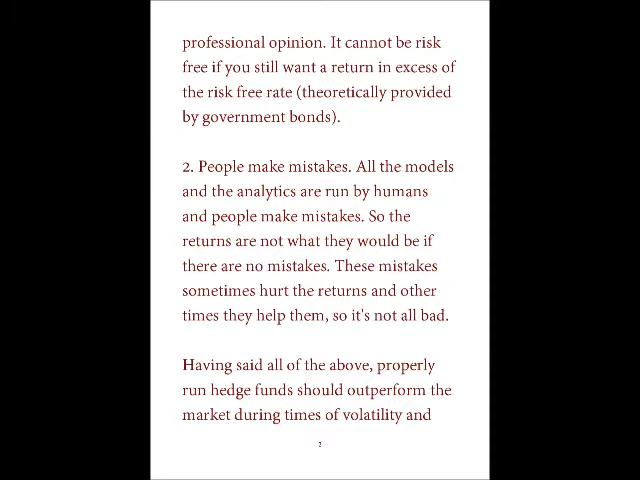 professional opinion. It cannot be risk
free if you still want a return in excess of
the risk free rate (theoretically provided
by government bonds).
2. People make mistakes. All the models
and the analytics are run by humans
and people make mistakes. So the
returns are not what they would be if
there are no mistakes. These mistakes
sometimes hurt the returns and other
times they help them, so it's not all bad.
Having said all of the above, properly
run hedge funds should outperform the
market during times of volatility and
2